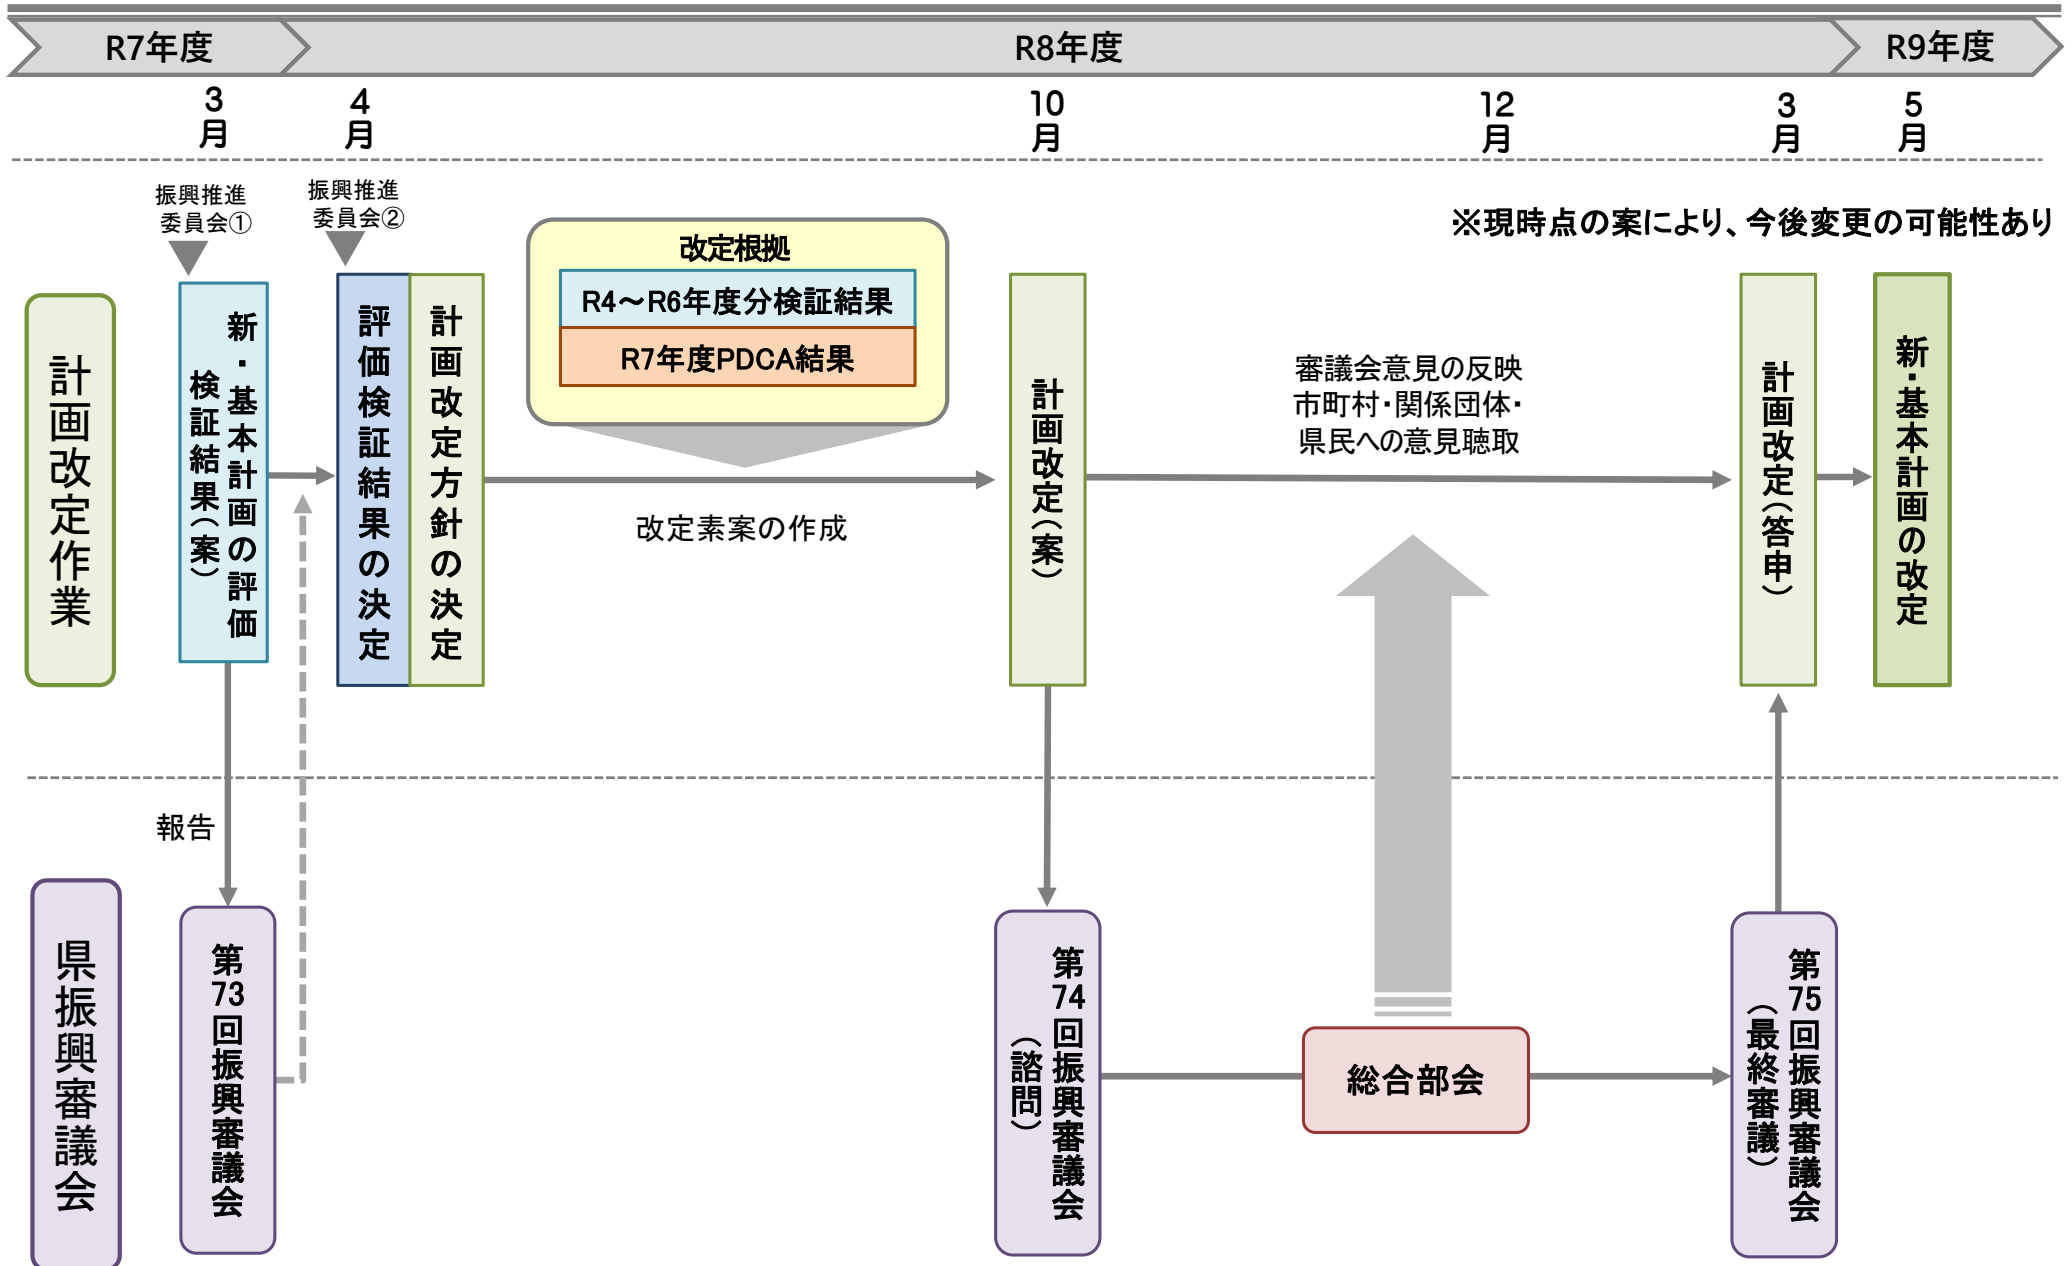 R7年度
R8年度
R9年度
3月
4月
10月
12月
3月
5月
振興推進
委員会①
振興推進
委員会②
※現時点の案により、今後変更の可能性あり
計画改定作業
新・基本計画の評価
検証結果(案)
評価検証結果の決定
計画改定方針の決定
改定根拠
R4～R6年度分検証結果
R7年度PDCA結果
改定素案の作成
計画改定(案)
審議会意見の反映
市町村・関係団体・
県民への意見聴取
計画改定(答申)
新・基本計画の改定
報告
県振興審議会
第73回振興審議会
第74回振興審議会
(諮問)
総合部会
第75回振興審議会
(最終審議)